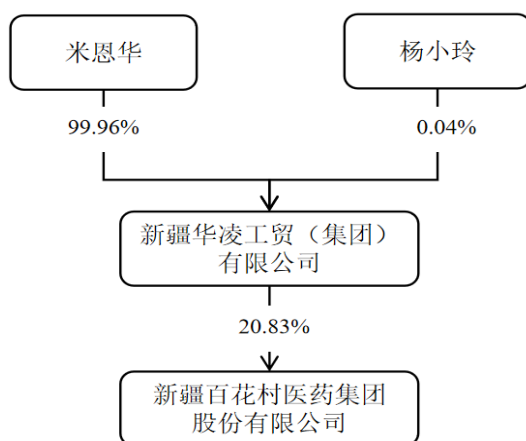 米恩华
杨小玲
99.96%
0.04%
新疆华凌工贸（集团）
有限公司
20.83%
新疆百花村医药集团
股份有限公司